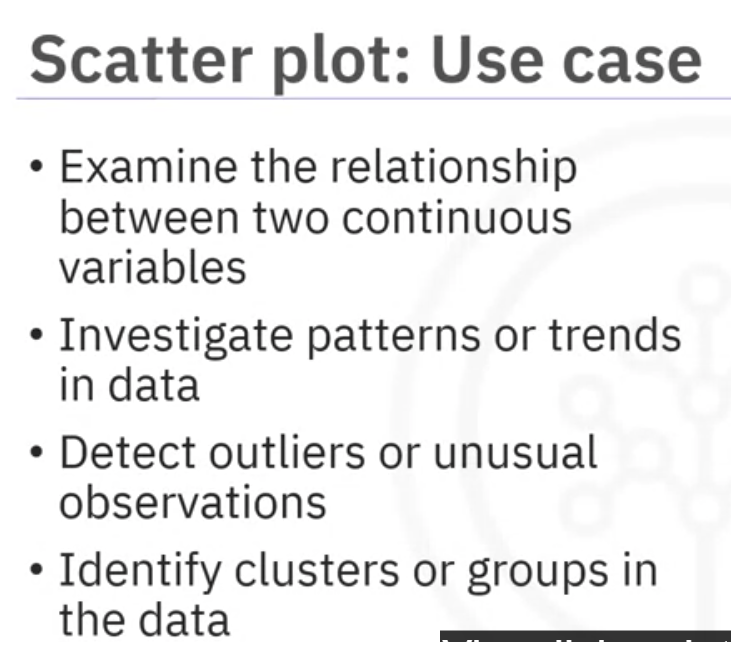 Scatter plot: Use case
• Examine the relationship
between two continuous
variables
• Investigate patterns or trends
in data
• Detect outliers or unusual
observations
• Identify clusters or groups in
the data